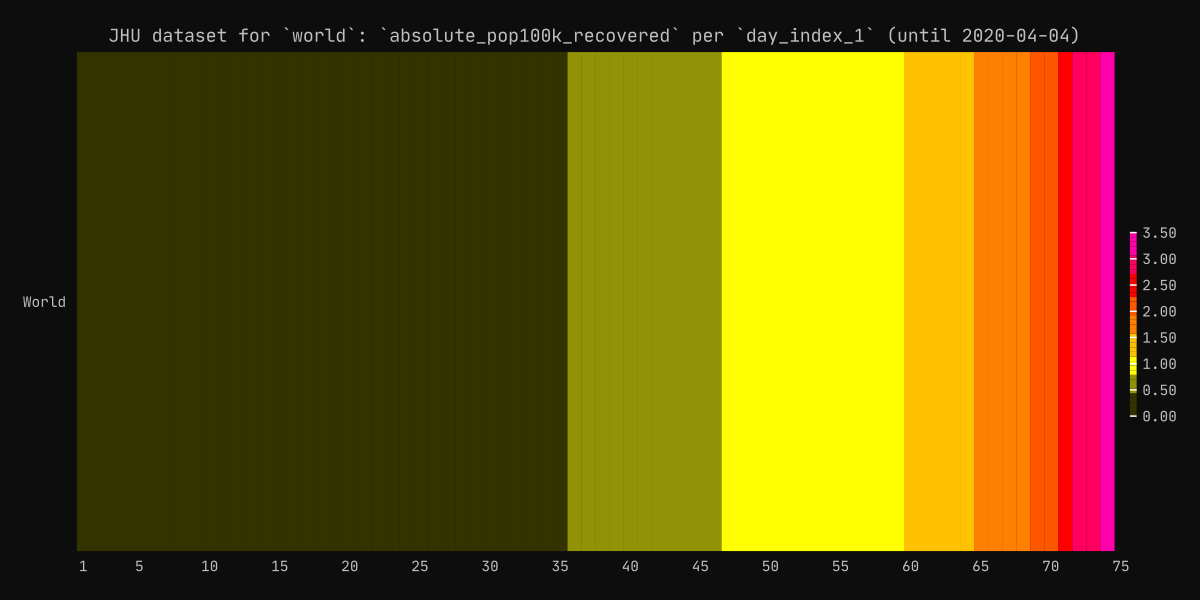 JHU dataset for `world`: `absolute_pop100k_recovered` per `day_index_1` (until 2020-04-04)
3.50
3.00
2.50
2.00
1.50
1.00
0.50
0.00
World
1 5 10 15 20 25 30 35 40 45 50 55 60 65 70 75